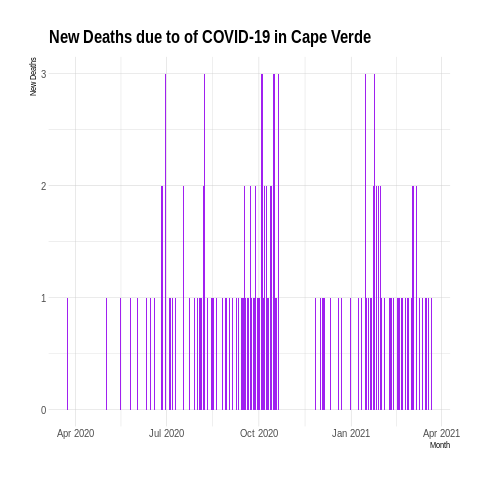 New Deaths due to of COVID-19 in Cape Verde
New Deaths
3
2
1
0
Apr 2020 Jul 2020 Oct 2020 Jan 2021 Apr 2021
Month